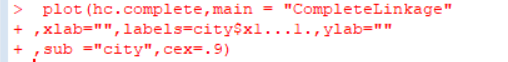 > plot(hc.complete,main = "CompleteLinkage"
+ ,xlab="",labels=city$x1...1.,ylab=""
+ ,sub ="city",cex=.9)